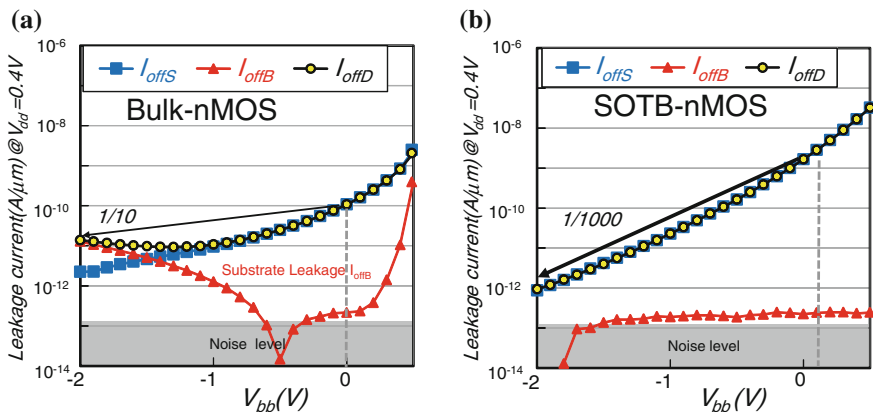 (a)
10-6
10-8
10-10
10-12
10-14
Leakage current(A/μm)@Vdd=0.4V
IoffS IoffB IoffD
Bulk-nMOS
1/10
Substrate Leakage IoffB
Noise level
-2 -1 0
Vbb(V)
(b)
10-6
10-8
10-10
10-12
10-14
Leakage current(A/μm)@Vdd=0.4V
IoffS IoffB IoffD
SOTB-nMOS
1/1000
Noise level
-2 -1 0
Vbb(V)